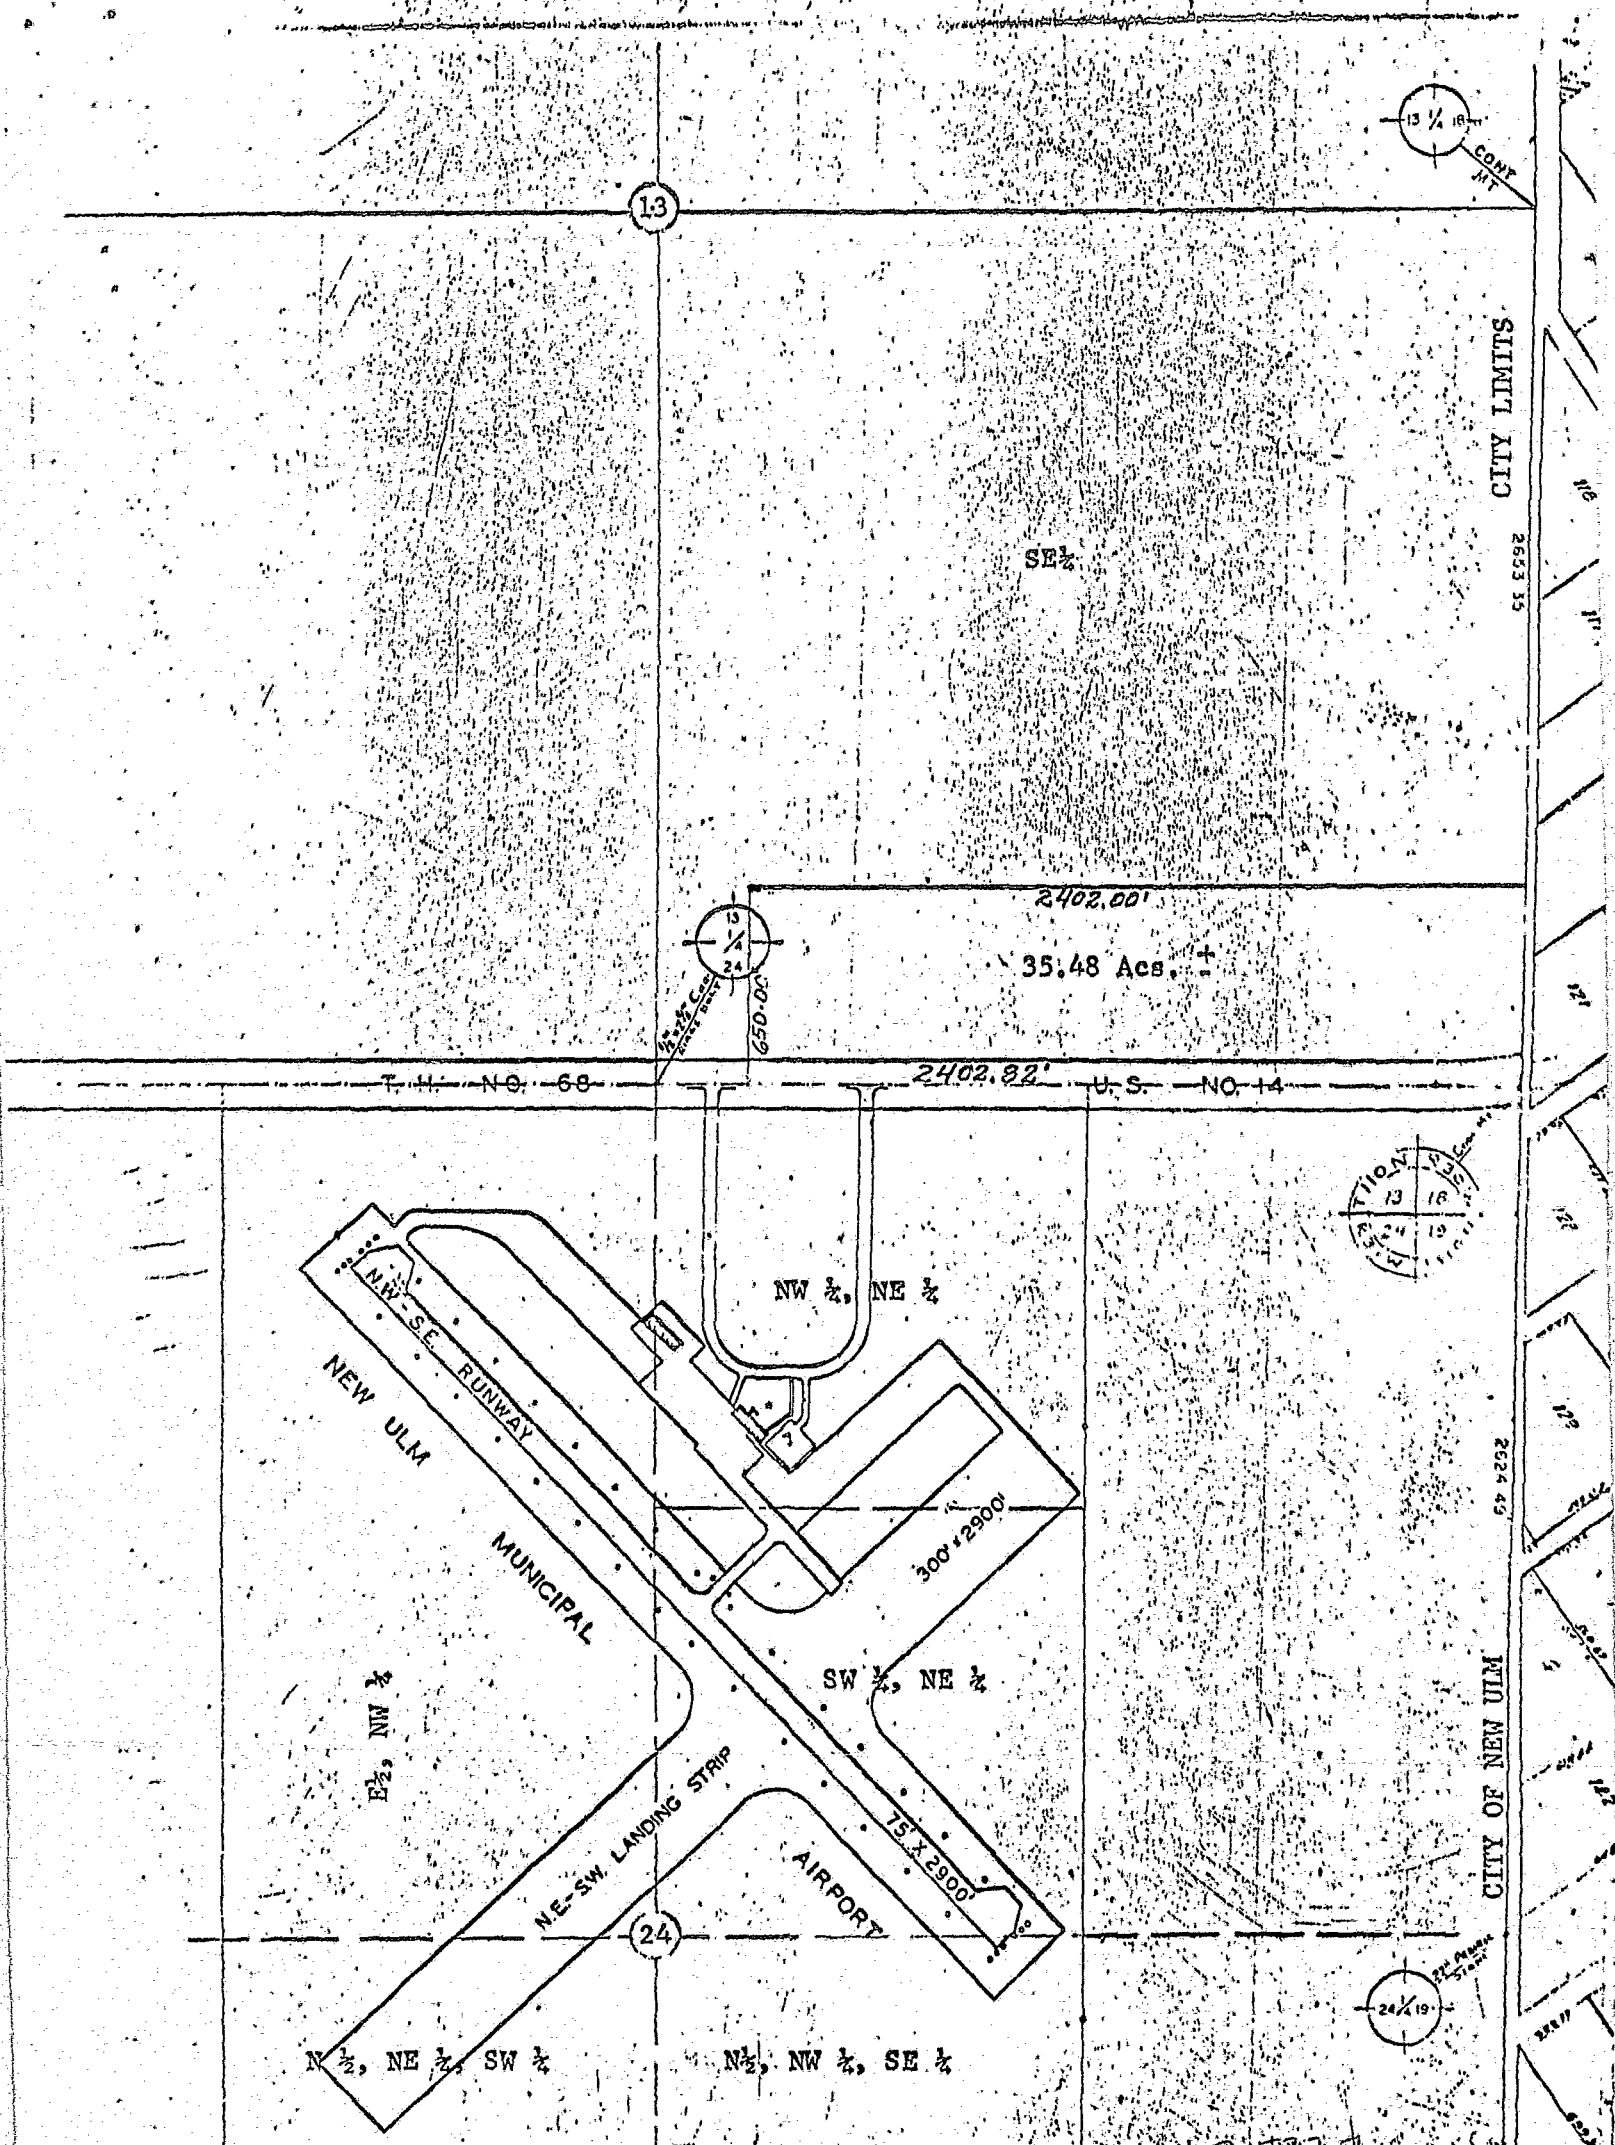 13 1/4 18
CONT
MT
13
CITY LIMITS
SE¼
2653 35
2402.00'
13
1/4
24
35.48 Acs. ±
650.00
T. H. NO. 68
2402.82'
U. S. NO. 14
T110N
13 18
24 19
NW ¼, NE ¼
N.W.-S.E. RUNWAY
NEW ULM
MUNICIPAL
AIRPORT
300' x 2900'
2624 43
SW ¼, NE ¼
E½, NW ¼
N.E.-SW. LANDING STRIP
75' X 2900'
CITY OF NEW ULM
24
24 1/4 19
N ½, NE ¼, SW ¼
N½, NW ¼, SE ¼